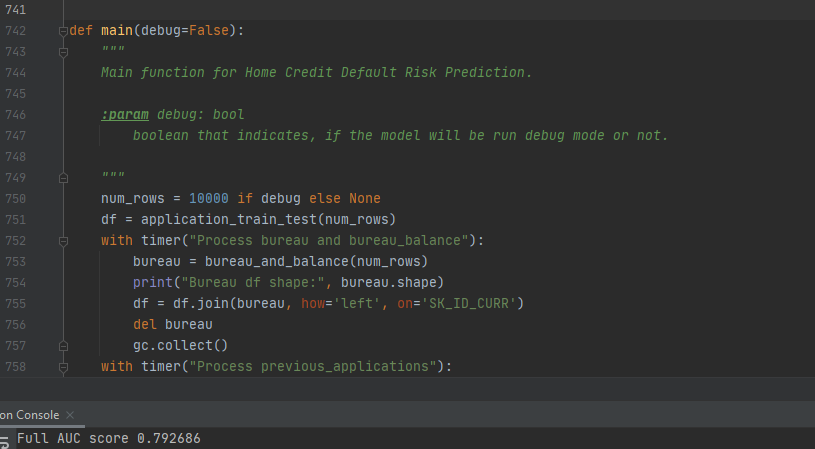 741
742 def main(debug=False):
743 """
744 Main function for Home Credit Default Risk Prediction.
745
746 :param debug: bool
747 boolean that indicates, if the model will be run debug mode or not.
748
749 """
750 num_rows = 10000 if debug else None
751 df = application_train_test(num_rows)
752 with timer("Process bureau and bureau_balance"):
753 bureau = bureau_and_balance(num_rows)
754 print("Bureau df shape:", bureau.shape)
755 df = df.join(bureau, how='left', on='SK_ID_CURR')
756 del bureau
757 gc.collect()
758 with timer("Process previous_applications"):
on Console ×
Full AUC score 0.792686